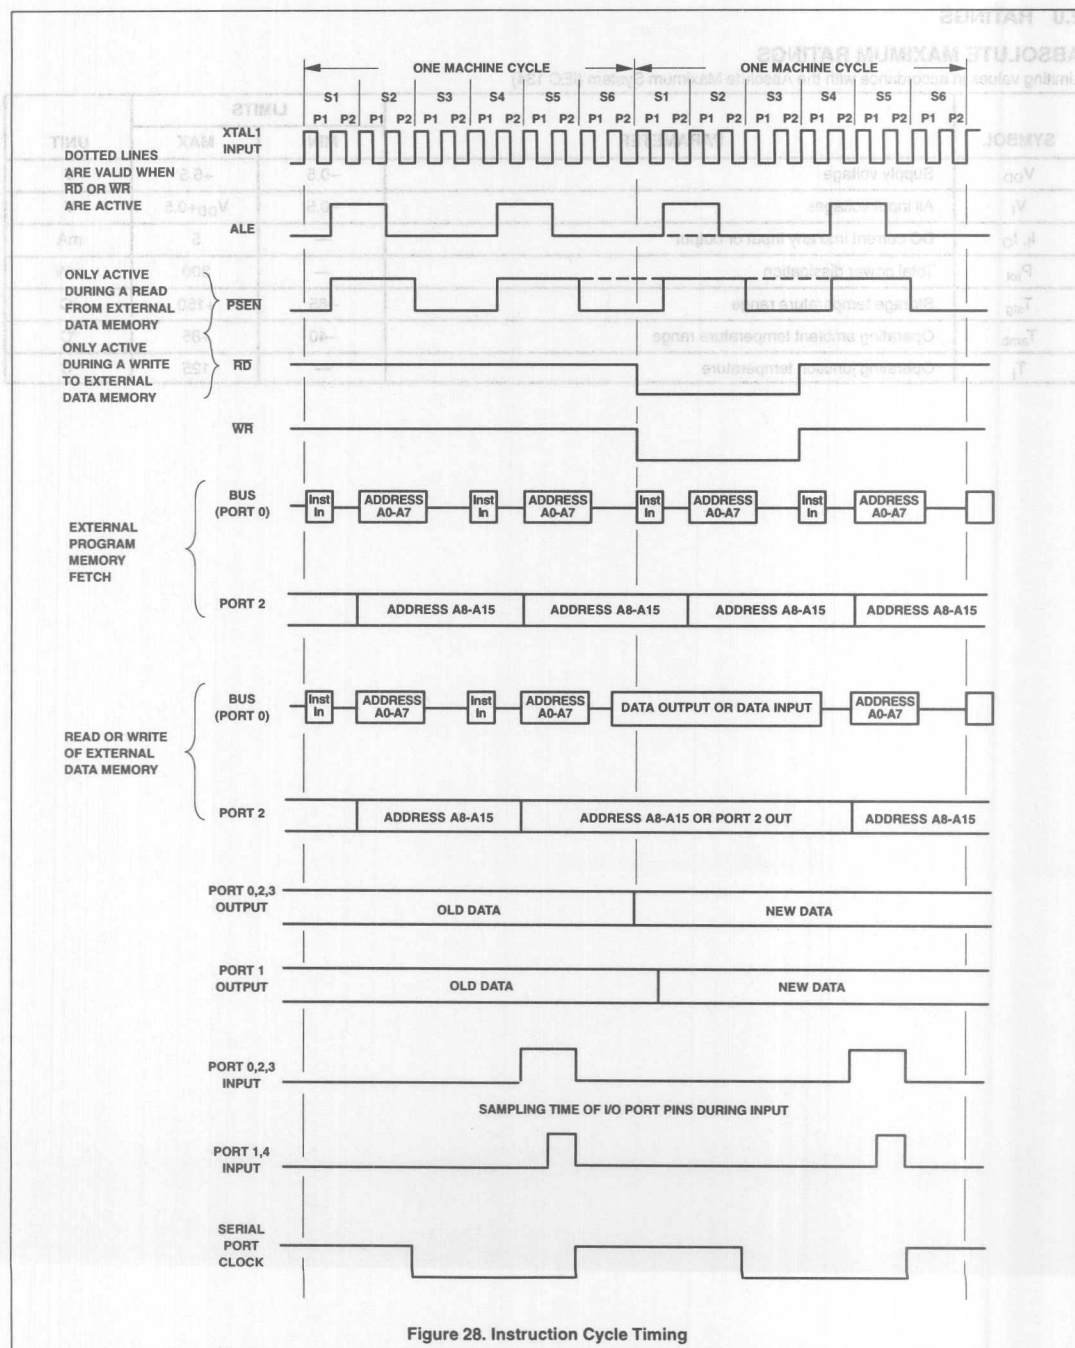 ONE MACHINE CYCLE ONE MACHINE CYCLE
S1 S2 S3 S4 S5 S6 S1 S2 S3 S4 S5 S6
P1 P2 P1 P2 P1 P2 P1 P2 P1 P2 P1 P2 P1 P2 P1 P2 P1 P2 P1 P2 P1 P2 P1 P2
XTAL1
INPUT
DOTTED LINES
ARE VALID WHEN
RD OR WR
ARE ACTIVE
ALE
ONLY ACTIVE
DURING A READ
FROM EXTERNAL
DATA MEMORY
PSEN
ONLY ACTIVE
DURING A WRITE
TO EXTERNAL
DATA MEMORY
RD
WR
EXTERNAL
PROGRAM
MEMORY
FETCH
BUS
(PORT 0)
Inst In ADDRESS A0-A7 Inst In ADDRESS A0-A7 Inst In ADDRESS A0-A7 Inst In ADDRESS A0-A7
PORT 2
ADDRESS A8-A15 ADDRESS A8-A15 ADDRESS A8-A15 ADDRESS A8-A15
READ OR WRITE
OF EXTERNAL
DATA MEMORY
BUS
(PORT 0)
Inst In ADDRESS A0-A7 Inst In ADDRESS A0-A7 DATA OUTPUT OR DATA INPUT ADDRESS A0-A7
PORT 2
ADDRESS A8-A15 ADDRESS A8-A15 OR PORT 2 OUT ADDRESS A8-A15
PORT 0,2,3
OUTPUT
OLD DATA NEW DATA
PORT 1
OUTPUT
OLD DATA NEW DATA
PORT 0,2,3
INPUT
SAMPLING TIME OF I/O PORT PINS DURING INPUT
PORT 1,4
INPUT
SERIAL
PORT
CLOCK
Figure 28. Instruction Cycle Timing